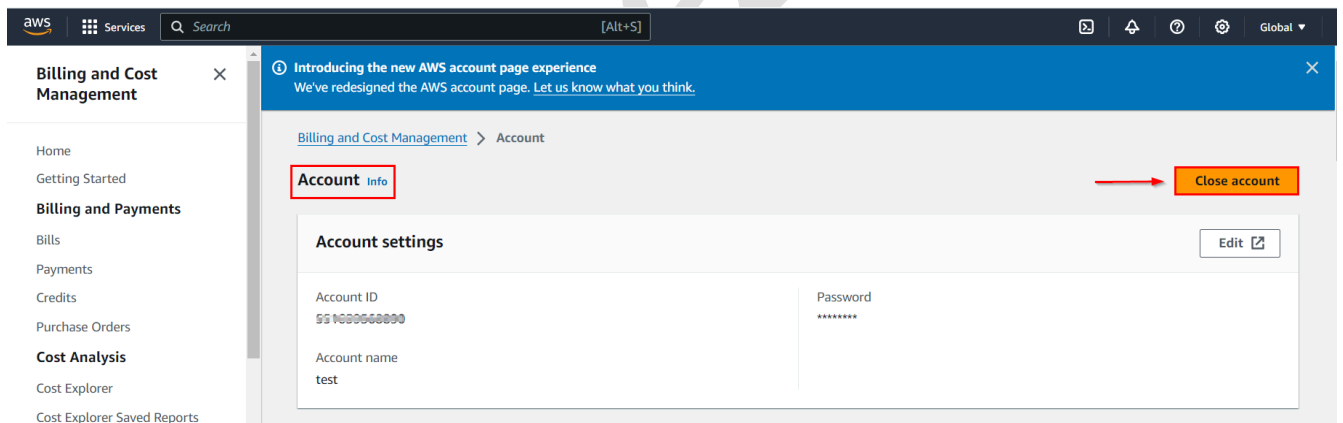 aws
Services
Search
[Alt+S]
Global
Billing and Cost
Management
Introducing the new AWS account page experience
We've redesigned the AWS account page. Let us know what you think.
Billing and Cost Management > Account
Home
Getting Started
Billing and Payments
Bills
Payments
Credits
Purchase Orders
Cost Analysis
Cost Explorer
Cost Explorer Saved Reports
Account Info
Close account
Account settings
Edit
Account ID
Password
********
Account name
test